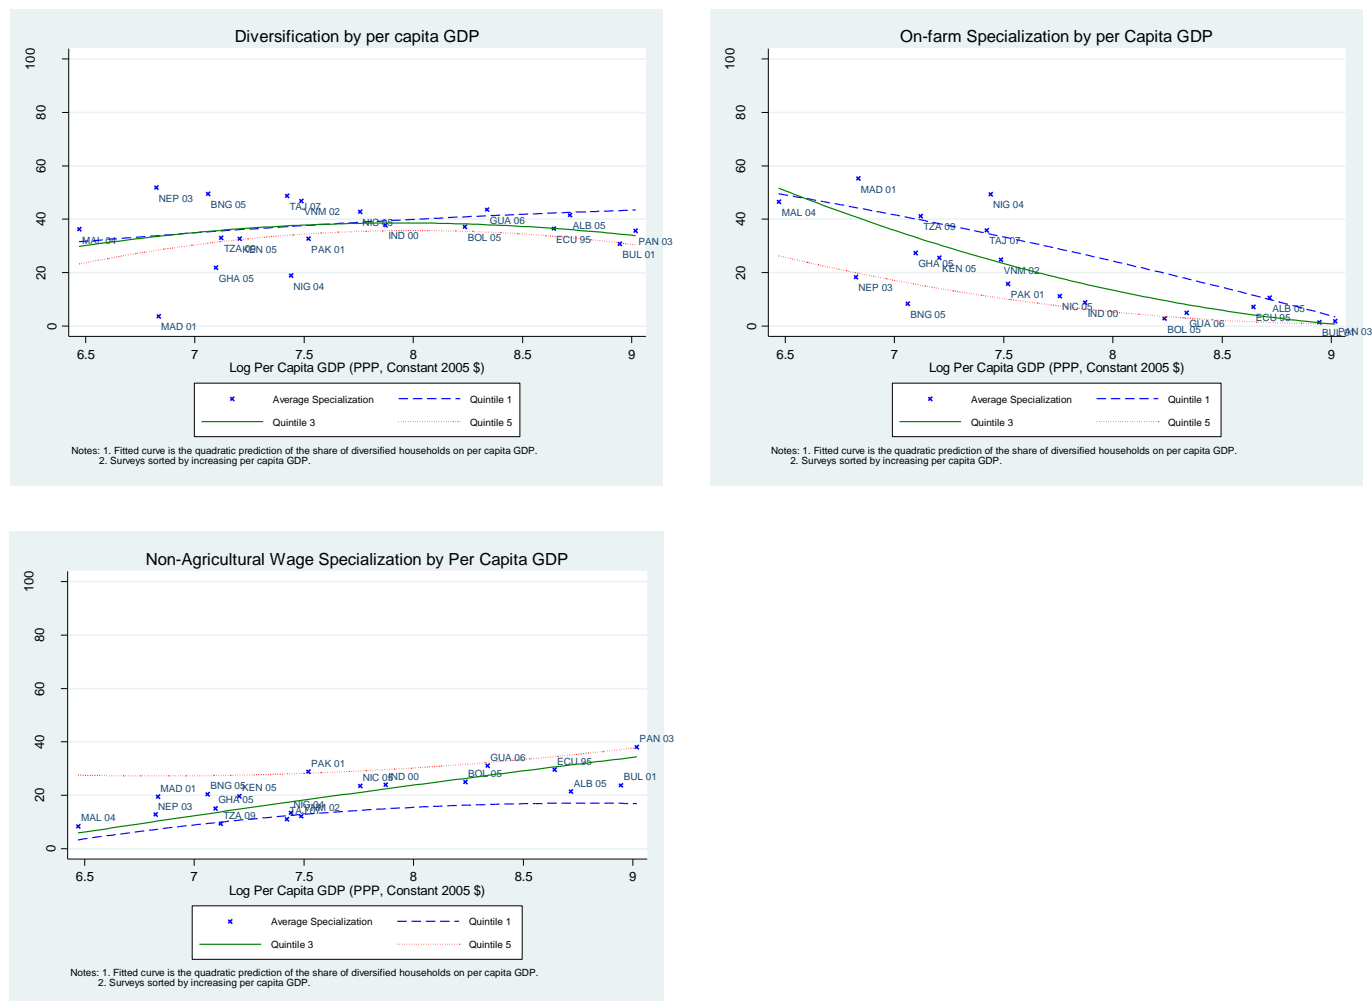 Diversification by per capita GDP
100
80
60
40
20
0
NEP 03
BNG 05
TAJ 07
VNM 02
MAL 04
TZA 09
KEN 05
GHA 05
MAD 01
NIG 04
PAK 01
NIC 05
IND 00
BOL 05
GUA 06
ECU 95
ALB 05
BUL 01
PAN 03
6.5 7 7.5 8 8.5 9
Log Per Capita GDP (PPP, Constant 2005 $)
Average Specialization Quintile 1
Quintile 3 Quintile 5
Notes: 1. Fitted curve is the quadratic prediction of the share of diversified households on per capita GDP.
2. Surveys sorted by increasing per capita GDP.
On-farm Specialization by per Capita GDP
100
80
60
40
20
0
MAL 04
MAD 01
NEP 03
BNG 05
GHA 05
TZA 09
KEN 05
TAJ 07
NIG 04
VNM 02
PAK 01
NIC 05
IND 00
BOL 05
GUA 06
ECU 95
ALB 05
BUL 01
PAN 03
6.5 7 7.5 8 8.5 9
Log Per Capita GDP (PPP, Constant 2005 $)
Average Specialization Quintile 1
Quintile 3 Quintile 5
Notes: 1. Fitted curve is the quadratic prediction of the share of diversified households on per capita GDP.
2. Surveys sorted by increasing per capita GDP.
Non-Agricultural Wage Specialization by Per Capita GDP
100
80
60
40
20
0
MAL 04
MAD 01
NEP 03
BNG 05
GHA 05
TZA 09
KEN 05
NIG 04
TAJ 07
VNM 02
PAK 01
NIC 05
IND 00
BOL 05
GUA 06
ECU 95
ALB 05
BUL 01
PAN 03
6.5 7 7.5 8 8.5 9
Log Per Capita GDP (PPP, Constant 2005 $)
Average Specialization Quintile 1
Quintile 3 Quintile 5
Notes: 1. Fitted curve is the quadratic prediction of the share of diversified households on per capita GDP.
2. Surveys sorted by increasing per capita GDP.